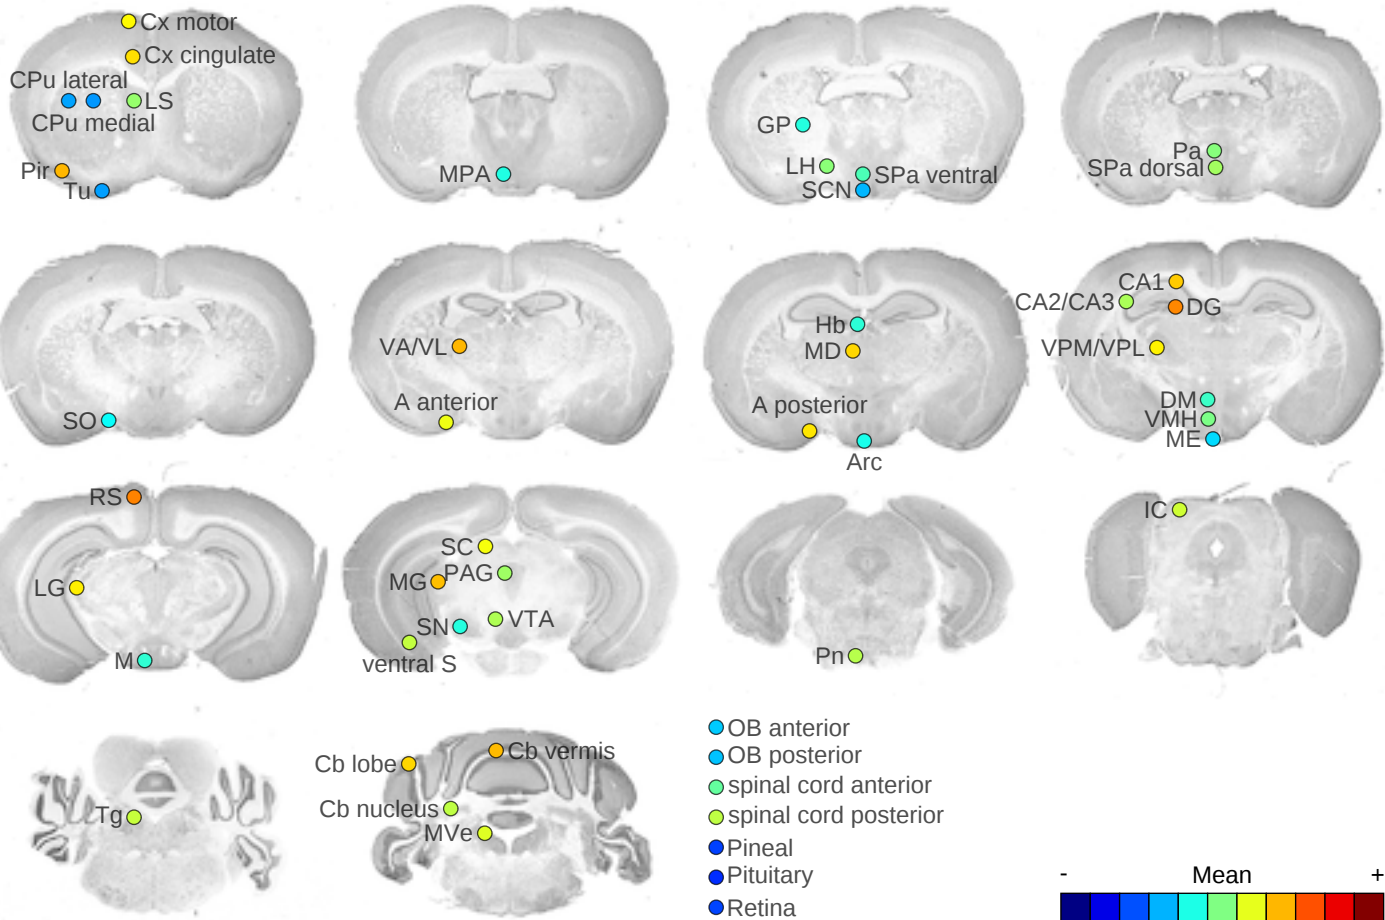 Cx motor
Cx cingulate
CPu lateral
LS
CPu medial
Pir
Tu
MPA
GP
LH
SPa ventral
SCN
Pa
SPa dorsal
SO
VA/VL
A anterior
Hb
MD
A posterior
Arc
CA1
CA2/CA3
DG
VPM/VPL
DM
VMH
ME
RS
LG
M
SC
PAG
MG
SN
VTA
ventral S
Pn
IC
Tg
Cb lobe
Cb vermis
Cb nucleus
MVe
OB anterior
OB posterior
spinal cord anterior
spinal cord posterior
Pineal
Pituitary
Retina
- Mean +